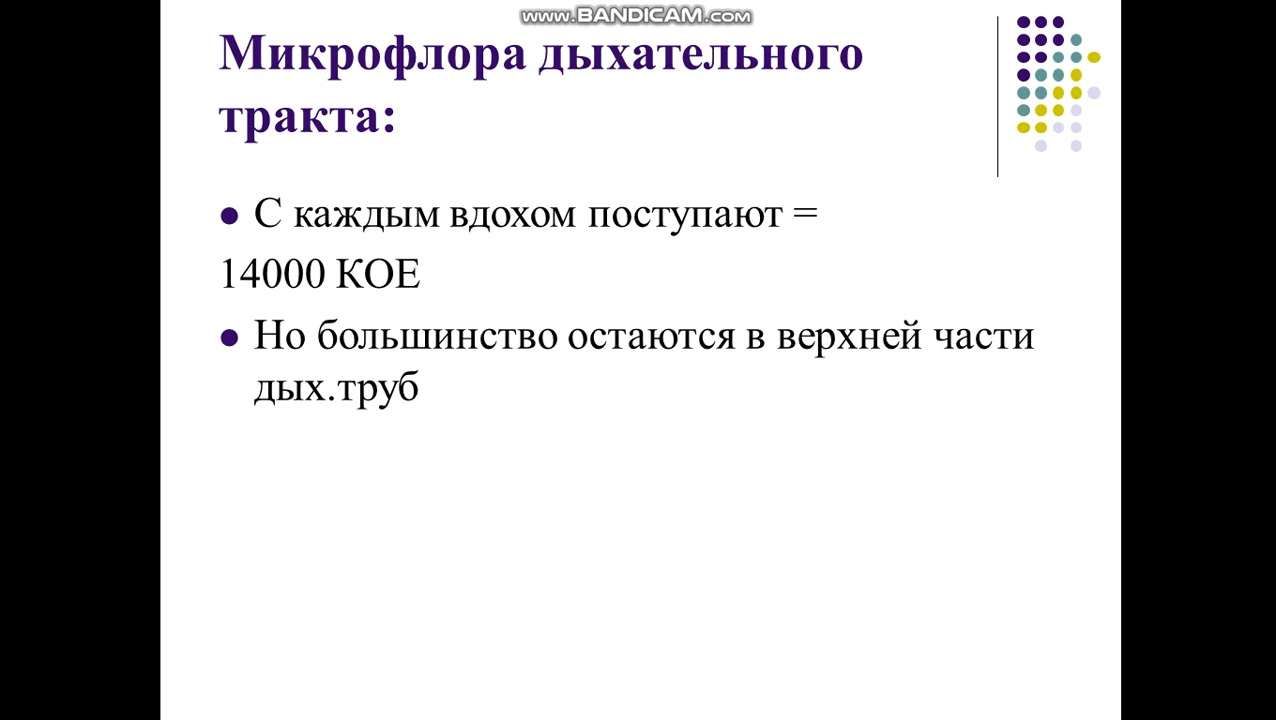 www.BANDICAM.com
Микрофлора дыхательного
тракта:
С каждым вдохом поступают =
14000 КОЕ
Но большинство остаются в верхней части
дых.труб